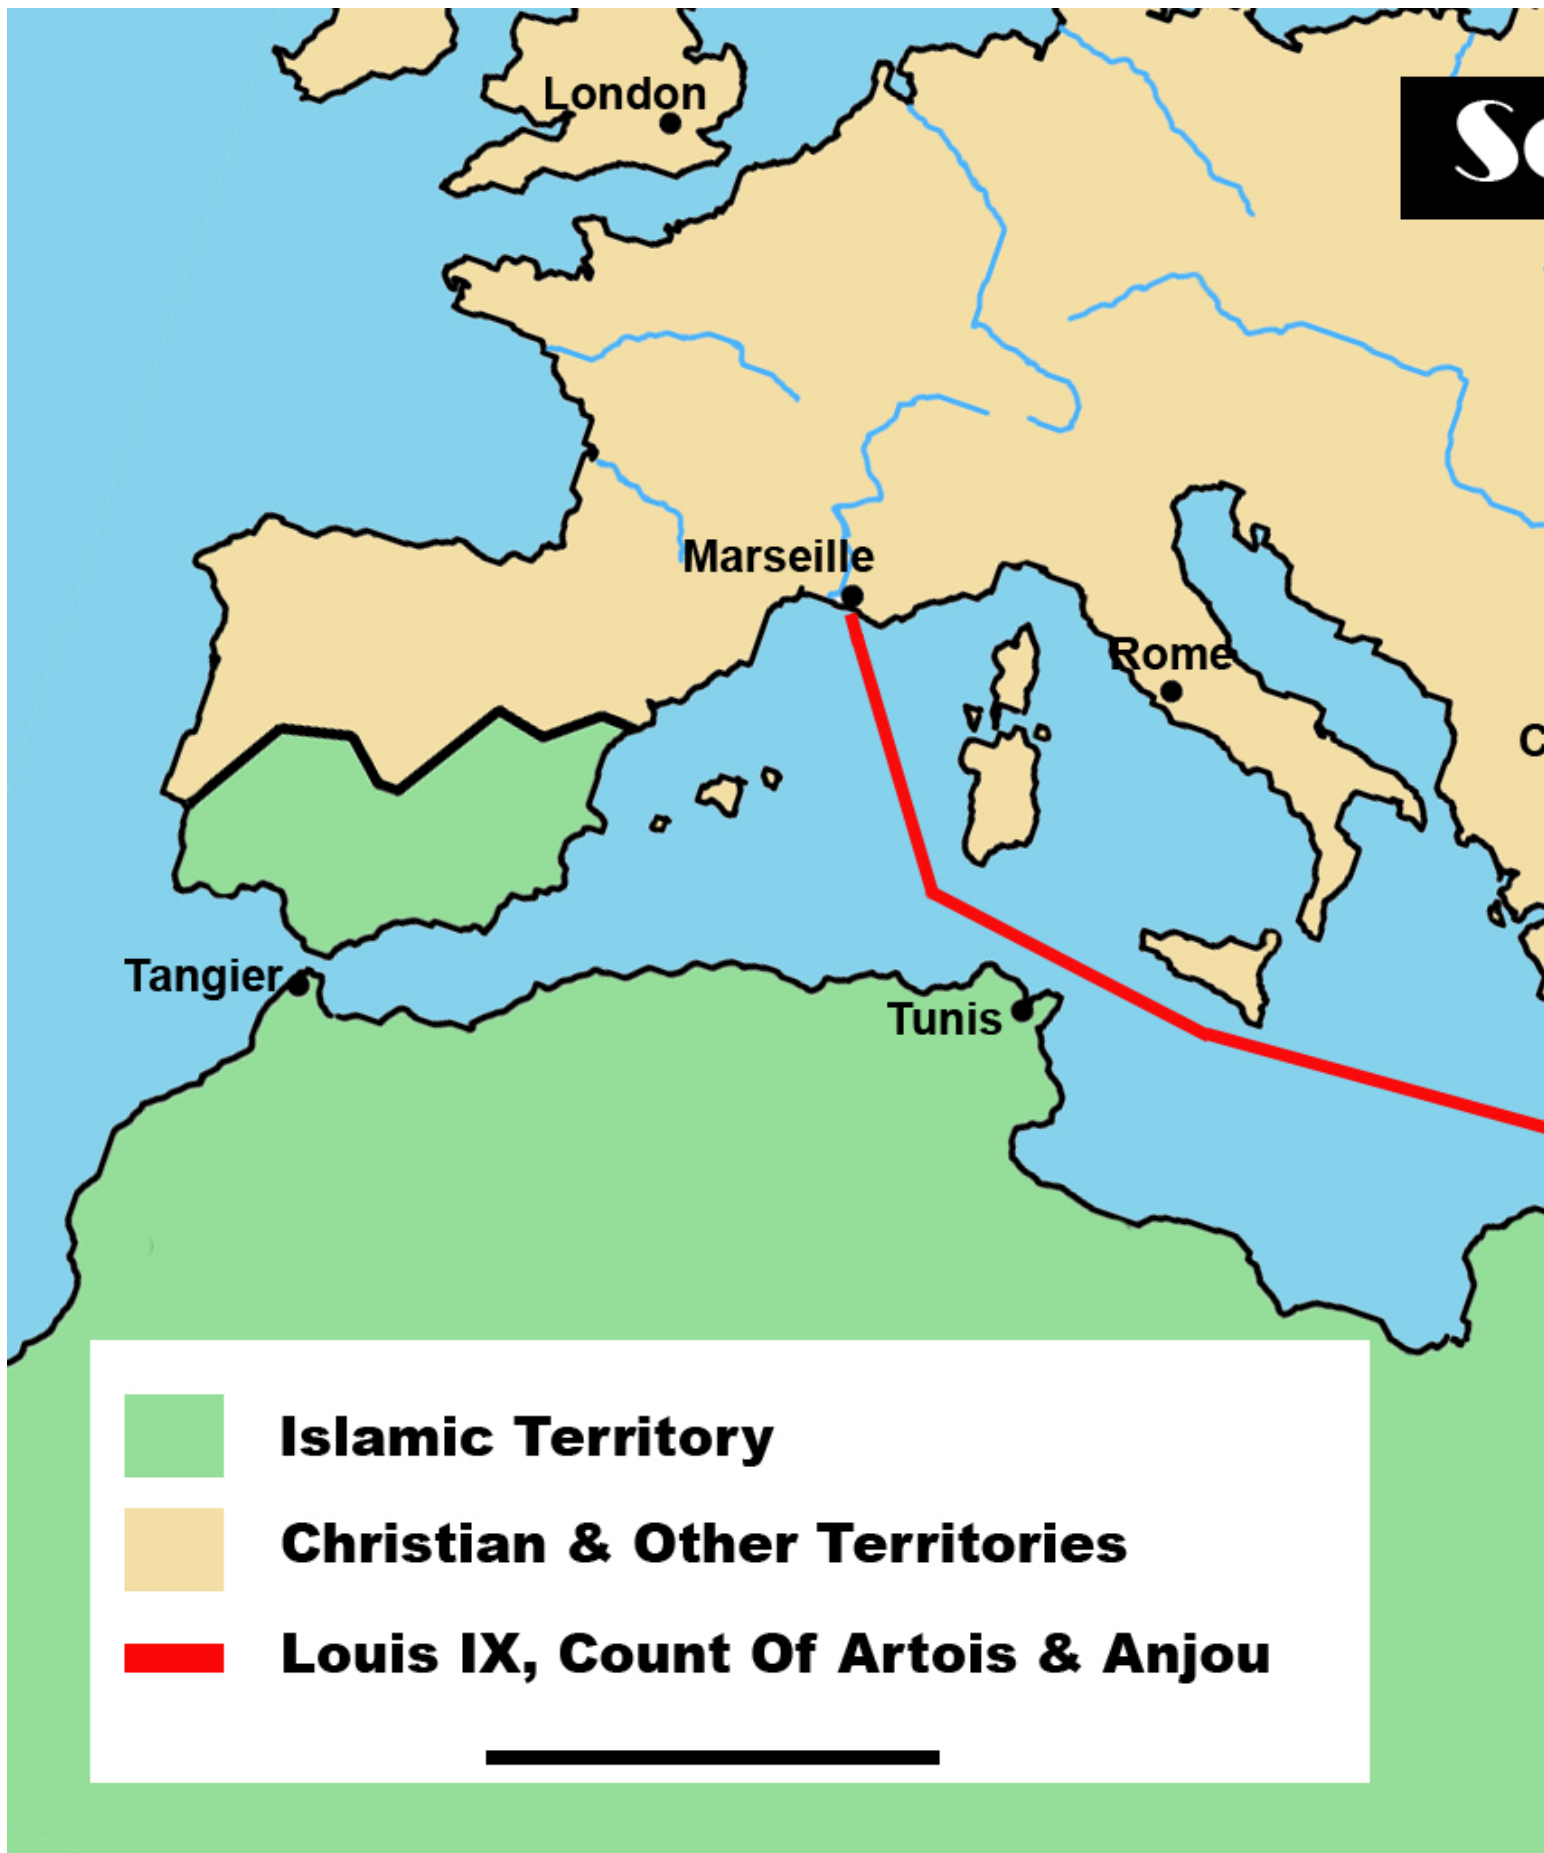 London
Marseille
Rome
Tangier
Tunis
Islamic Territory
Christian & Other Territories
Louis IX, Count Of Artois & Anjou